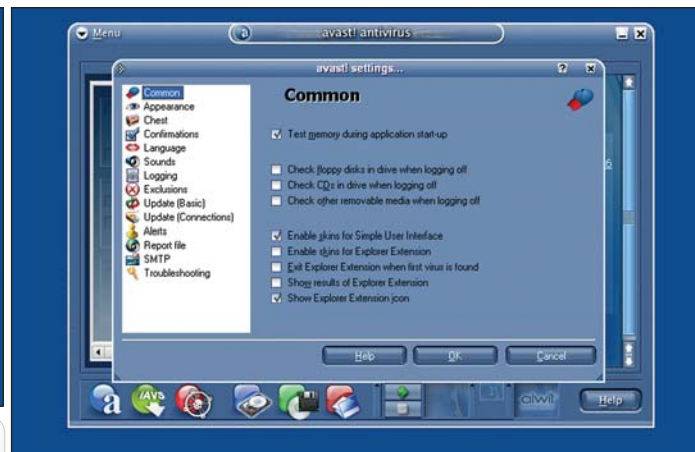 Menu
a
avast! antivirus
avast! settings...
?
Common
Appearance
Chest
Confirmations
Language
Sounds
Logging
Exclusions
Update (Basic)
Update (Connections)
Alerts
Report file
SMTP
Troubleshooting
Common
Test memory during application start-up
Check floppy disks in drive when logging off
Check CDs in drive when logging off
Check other removable media when logging off
Enable skins for Simple User Interface
Enable skins for Explorer Extension
Exit Explorer Extension when first virus is found
Show results of Explorer Extension
Show Explorer Extension icon
Help
OK
Cancel
a
iAVS
alwil
Help